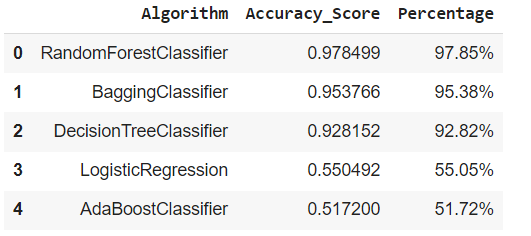 Algorithm Accuracy_Score Percentage
0 RandomForestClassifier 0.978499 97.85%
1 BaggingClassifier 0.953766 95.38%
2 DecisionTreeClassifier 0.928152 92.82%
3 LogisticRegression 0.550492 55.05%
4 AdaBoostClassifier 0.517200 51.72%